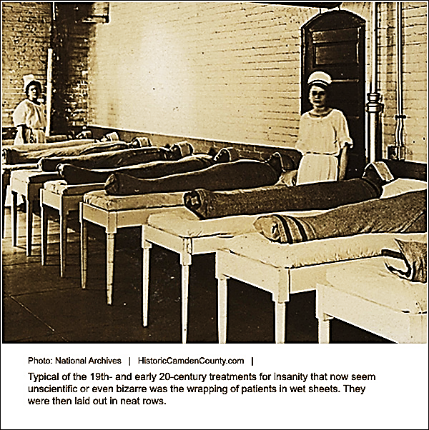 Photo: National Archives | HistoricCamdenCounty.com |
Typical of the 19th- and early 20-century treatments for insanity that now seem
unscientific or even bizarre was the wrapping of patients in wet sheets. They
were then laid out in neat rows.